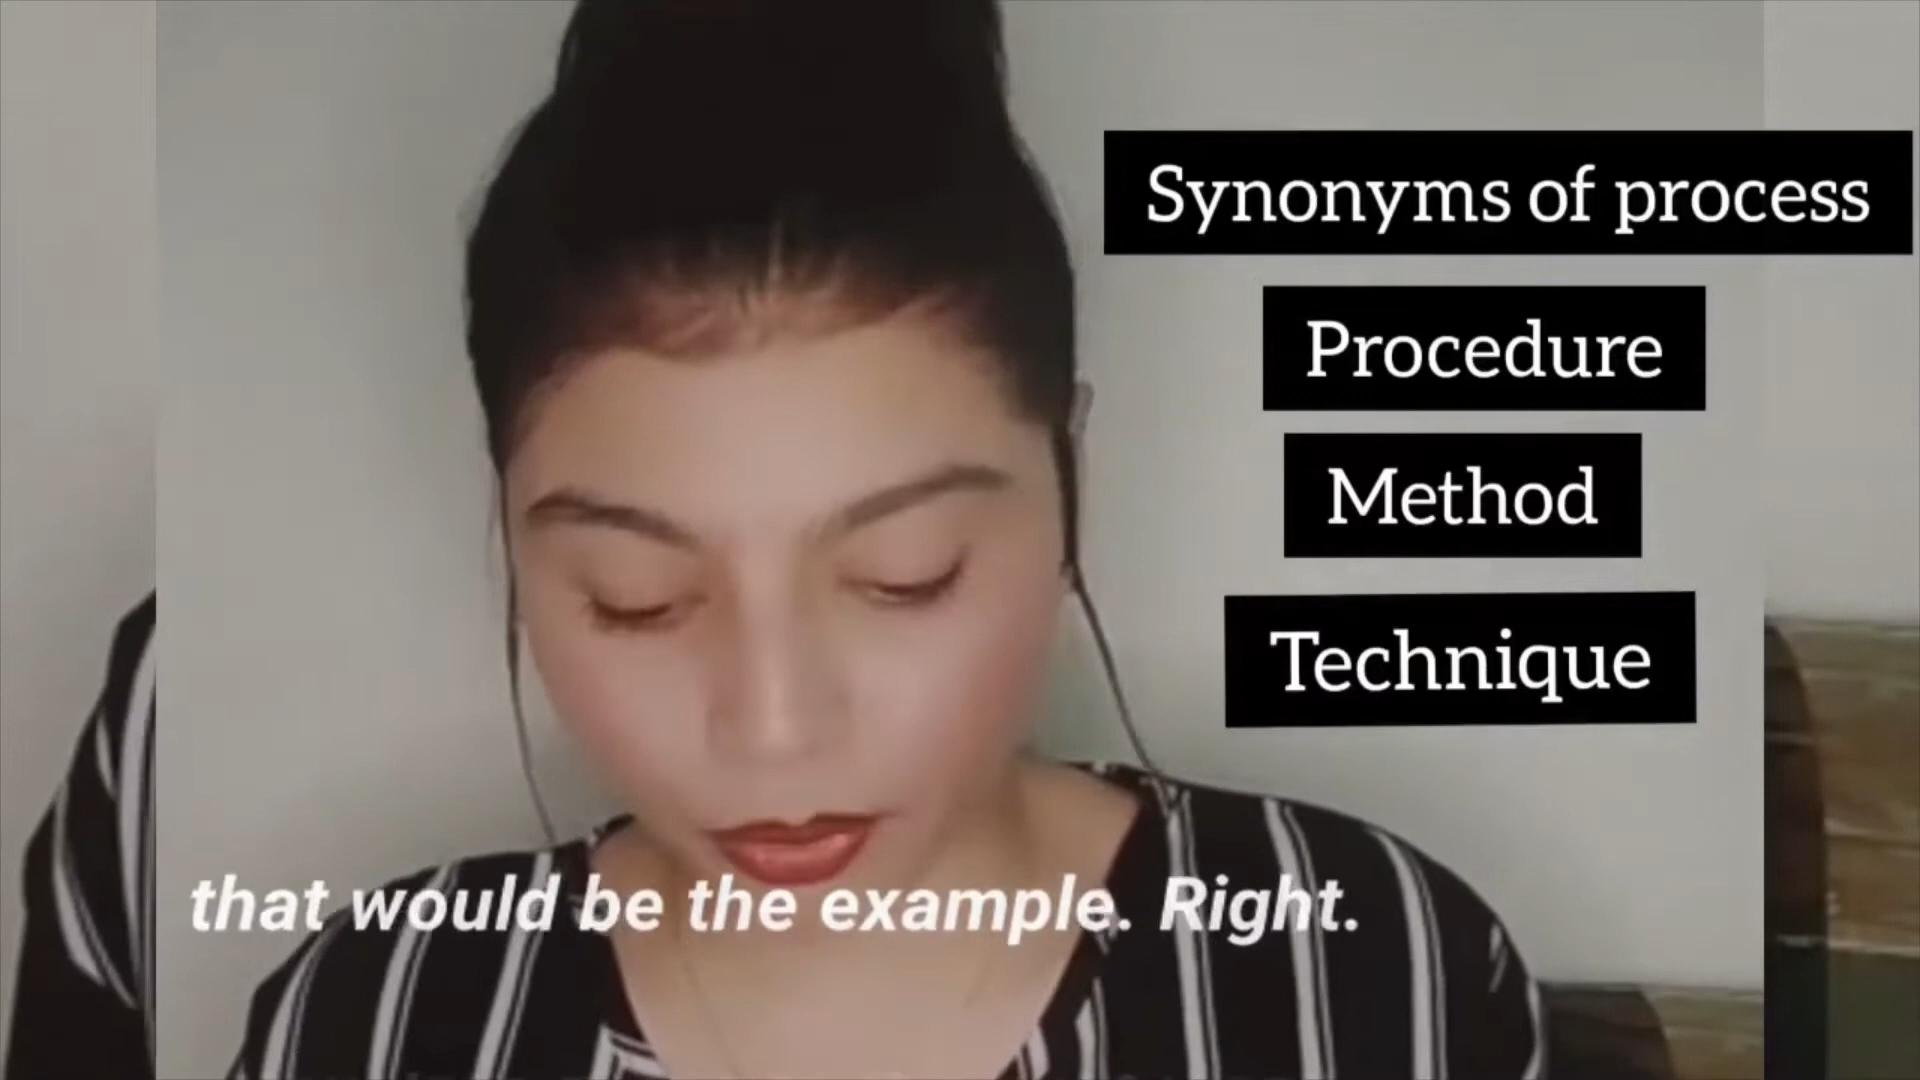 Synonyms of process
Procedure
Method
Technique
that would be the example. Right.